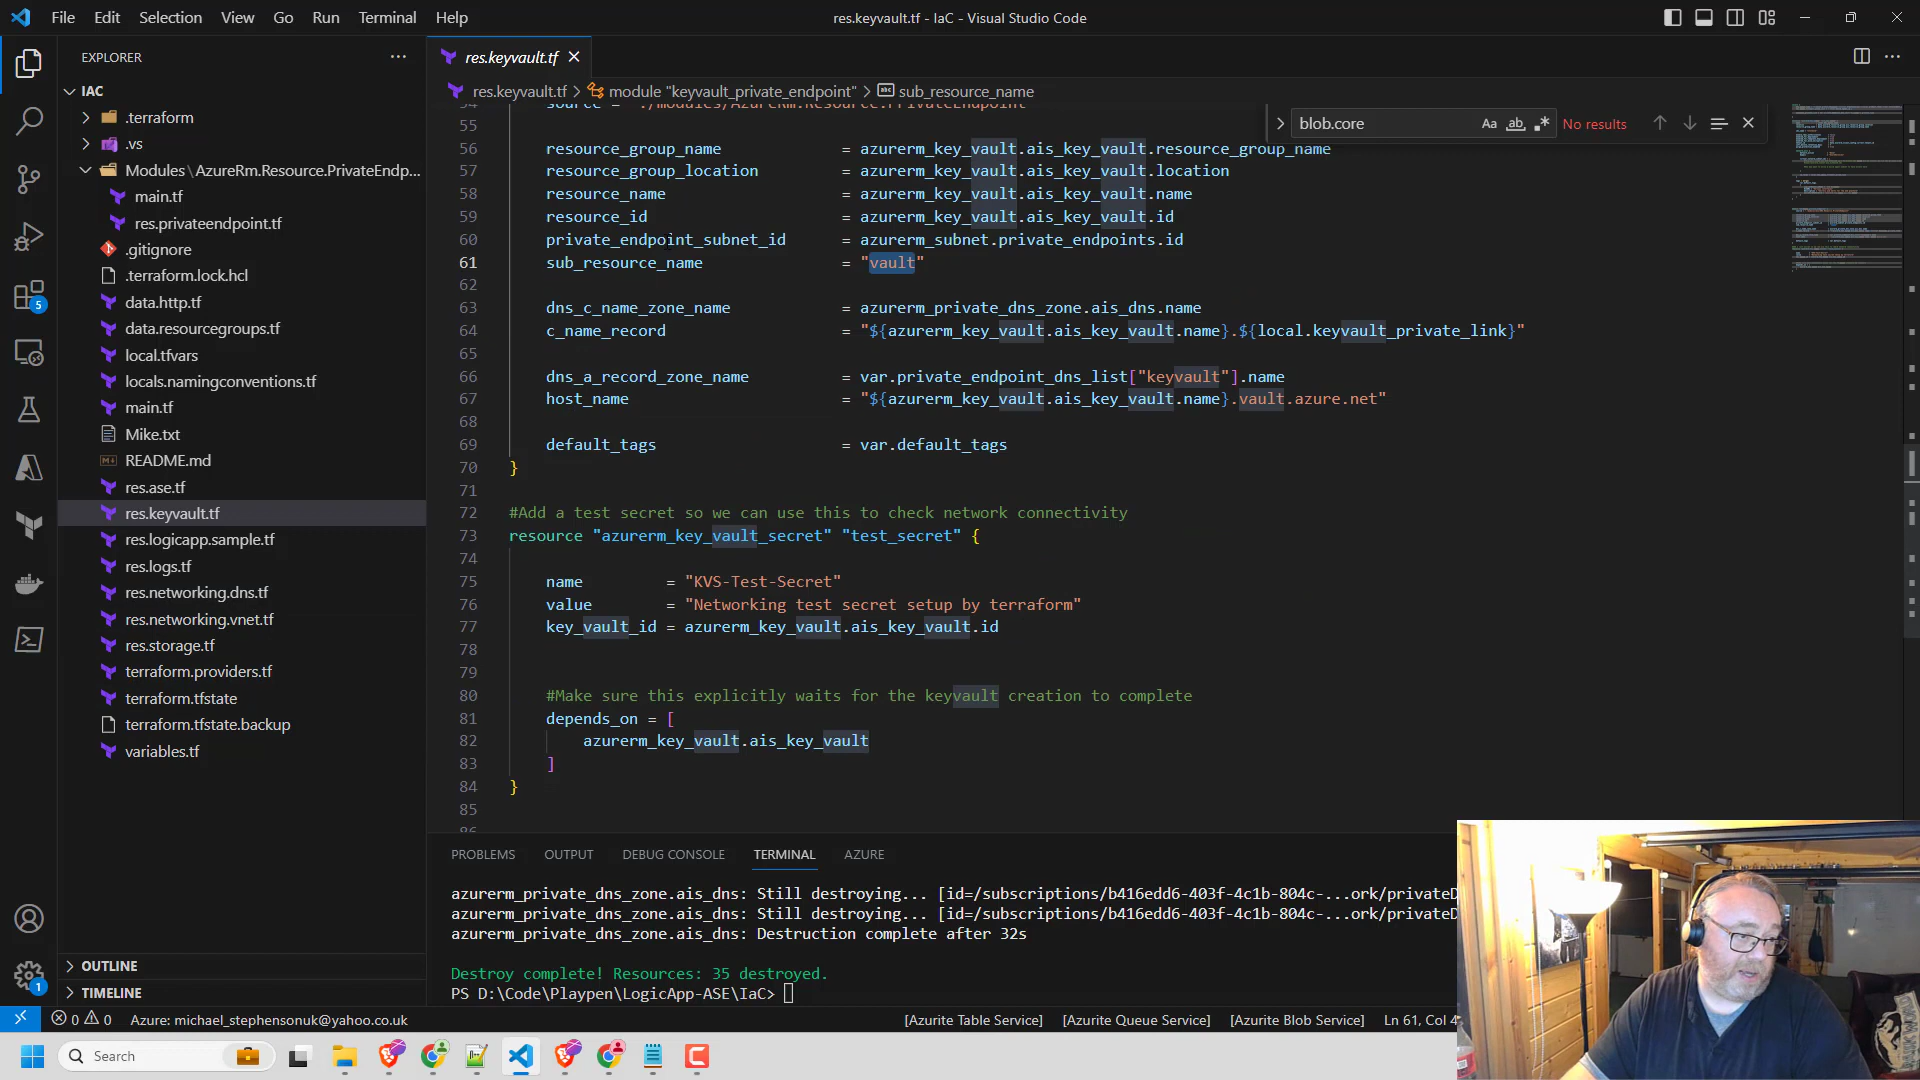 File Edit Selection View Go Run Terminal Help
res.keyvault.tf - IaC - Visual Studio Code
EXPLORER
IAC
.terraform
.vs
Modules\AzureRm.Resource.PrivateEndp...
main.tf
res.privateendpoint.tf
.gitignore
.terraform.lock.hcl
data.http.tf
data.resourcegroups.tf
local.tfvars
locals.namingconventions.tf
main.tf
Mike.txt
README.md
res.ase.tf
res.keyvault.tf
res.logicapp.sample.tf
res.logs.tf
res.networking.dns.tf
res.networking.vnet.tf
res.storage.tf
terraform.providers.tf
terraform.tfstate
terraform.tfstate.backup
variables.tf
OUTLINE
TIMELINE
5
1
res.keyvault.tf
res.keyvault.tf > module "keyvault_private_endpoint" > sub_resource_name
blob.core
Aa ab
No results
54 source = "./modules/AzureRm.Resource.PrivateEndpoint"
55
56 resource_group_name = azurerm_key_vault.ais_key_vault.resource_group_name
57 resource_group_location = azurerm_key_vault.ais_key_vault.location
58 resource_name = azurerm_key_vault.ais_key_vault.name
59 resource_id = azurerm_key_vault.ais_key_vault.id
60 private_endpoint_subnet_id = azurerm_subnet.private_endpoints.id
61 sub_resource_name = "vault"
62
63 dns_c_name_zone_name = azurerm_private_dns_zone.ais_dns.name
64 c_name_record = "${azurerm_key_vault.ais_key_vault.name}.${local.keyvault_private_link}"
65
66 dns_a_record_zone_name = var.private_endpoint_dns_list["keyvault"].name
67 host_name = "${azurerm_key_vault.ais_key_vault.name}.vault.azure.net"
68
69 default_tags = var.default_tags
70 }
71
72 #Add a test secret so we can use this to check network connectivity
73 resource "azurerm_key_vault_secret" "test_secret" {
74
75 name = "KVS-Test-Secret"
76 value = "Networking test secret setup by terraform"
77 key_vault_id = azurerm_key_vault.ais_key_vault.id
78
79
80 #Make sure this explicitly waits for the keyvault creation to complete
81 depends_on = [
82 azurerm_key_vault.ais_key_vault
83 ]
84 }
85
86
PROBLEMS OUTPUT DEBUG CONSOLE TERMINAL AZURE
azurerm_private_dns_zone.ais_dns: Still destroying... [id=/subscriptions/b416edd6-403f-4c1b-804c-...ork/privateD
azurerm_private_dns_zone.ais_dns: Still destroying... [id=/subscriptions/b416edd6-403f-4c1b-804c-...ork/privateD
azurerm_private_dns_zone.ais_dns: Destruction complete after 32s
Destroy complete! Resources: 35 destroyed.
PS D:\Code\Playpen\LogicApp-ASE\IaC>
0 0 Azure: michael_stephensonuk@yahoo.co.uk
[Azurite Table Service] [Azurite Queue Service] [Azurite Blob Service] Ln 61, Col 4
Search